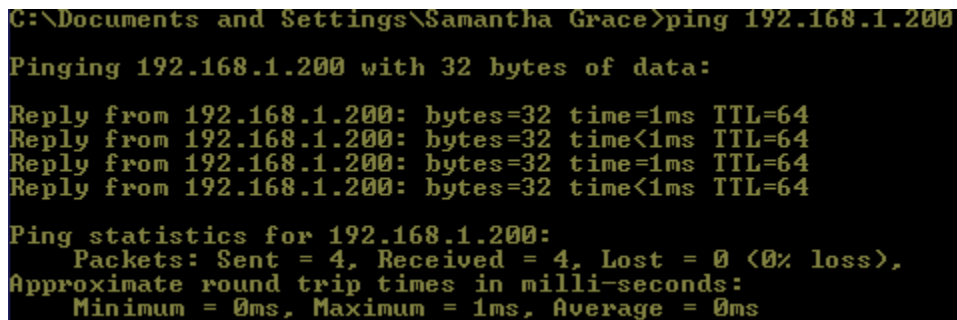 C:\Documents and Settings\Samantha Grace>ping 192.168.1.200
Pinging 192.168.1.200 with 32 bytes of data:
Reply from 192.168.1.200: bytes=32 time=1ms TTL=64
Reply from 192.168.1.200: bytes=32 time<1ms TTL=64
Reply from 192.168.1.200: bytes=32 time=1ms TTL=64
Reply from 192.168.1.200: bytes=32 time<1ms TTL=64
Ping statistics for 192.168.1.200:
Packets: Sent = 4, Received = 4, Lost = 0 (0% loss),
Approximate round trip times in milli-seconds:
Minimum = 0ms, Maximum = 1ms, Average = 0ms